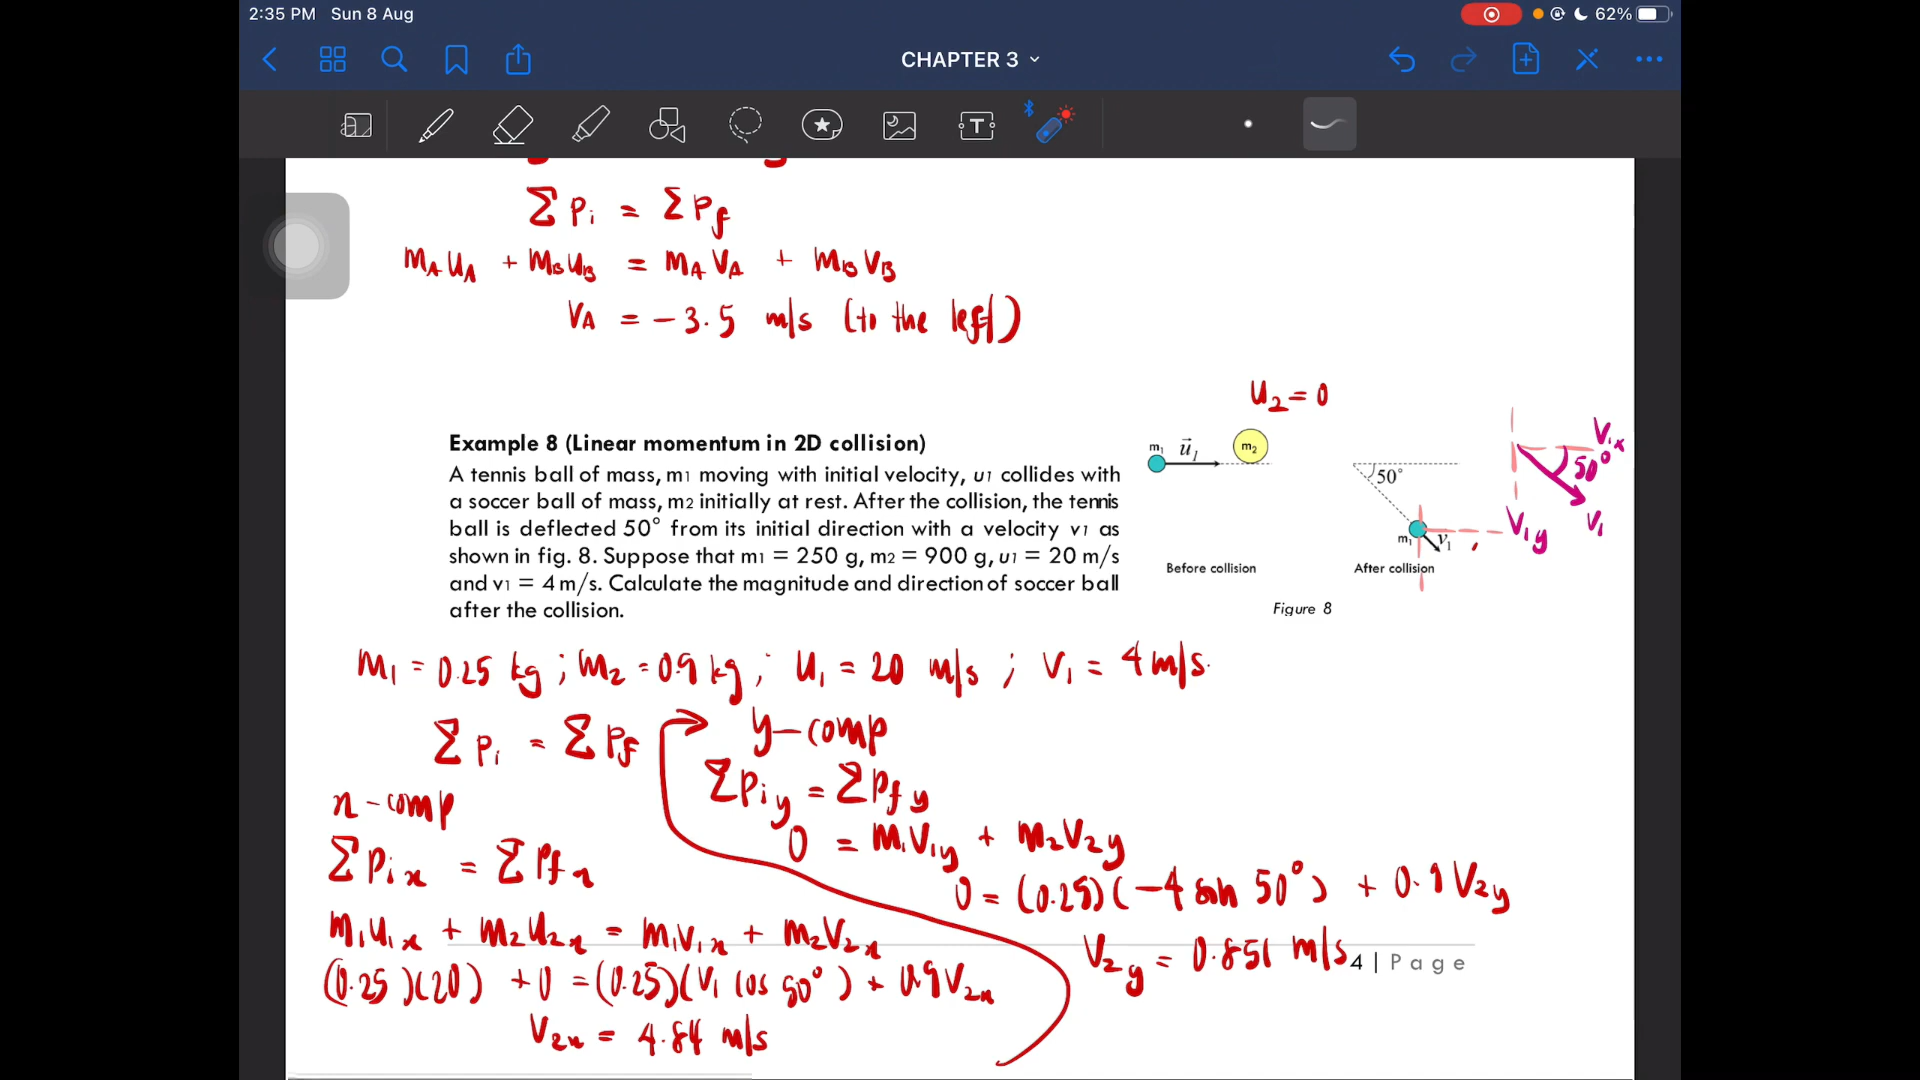 2:35 PM Sun 8 Aug
62%
CHAPTER 3
Σ Pi = Σ Pf
mA uA + mB uB = mA vA + mB vB
vA = -3.5 m/s (to the left)
u2 = 0
Example 8 (Linear momentum in 2D collision)
A tennis ball of mass, m1 moving with initial velocity, u1 collides with
a soccer ball of mass, m2 initially at rest. After the collision, the tennis
ball is deflected 50° from its initial direction with a velocity v1 as
shown in fig. 8. Suppose that m1 = 250 g, m2 = 900 g, u1 = 20 m/s
and v1 = 4 m/s. Calculate the magnitude and direction of soccer ball
after the collision.
m1 u⃗1 m2
Before collision
50°
m1 v1
After collision
Figure 8
V1x
50°
V1
V1y
m1 = 0.25 kg ; m2 = 0.9 kg ; u1 = 20 m/s ; v1 = 4 m/s.
Σ Pi = Σ Pf
x-comp
Σ Pix = Σ Pfx
m1u1x + m2u2x = m1v1x + m2v2x
(0.25)(20) + 0 = (0.25)(v1 cos 50°) + 0.9v2x
V2x = 4.84 m/s
y-comp
ΣPiy = ΣPfy
0 = m1v1y + m2v2y
0 = (0.25)(-4 sin 50°) + 0.9 V2y
V2y = 0.851 m/s
4 | Page